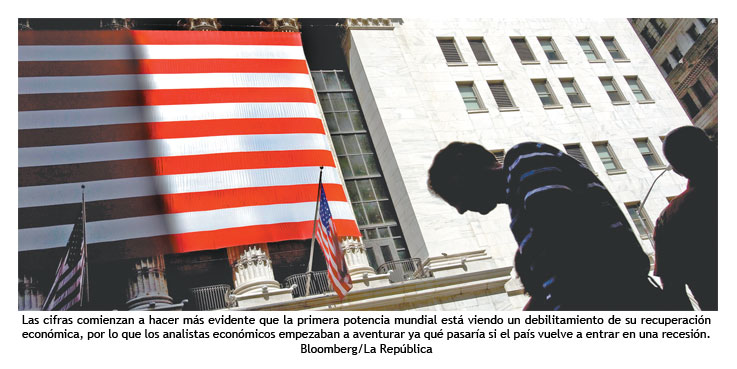 Las cifras comienzan a hacer más evidente que la primera potencia mundial está viendo un debilitamiento de su recuperación
económica, por lo que los analistas económicos empezaban a aventurar ya qué pasaría si el país vuelve a entrar en una recesión.
Bloomberg/La República